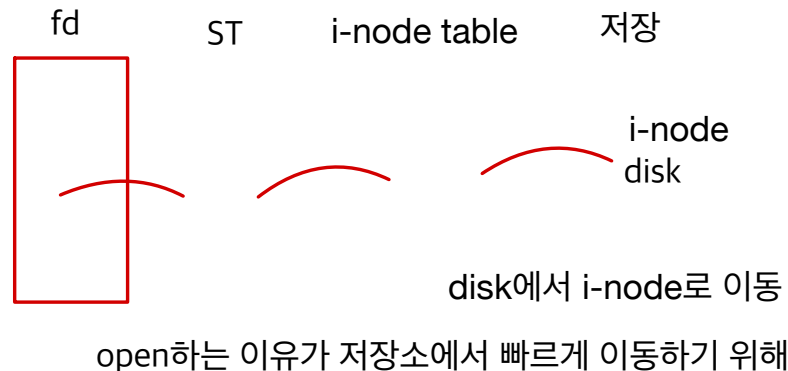 fd ST i-node table 저장
i-node
disk
disk에서 i-node로 이동
open하는 이유가 저장소에서 빠르게 이동하기 위해